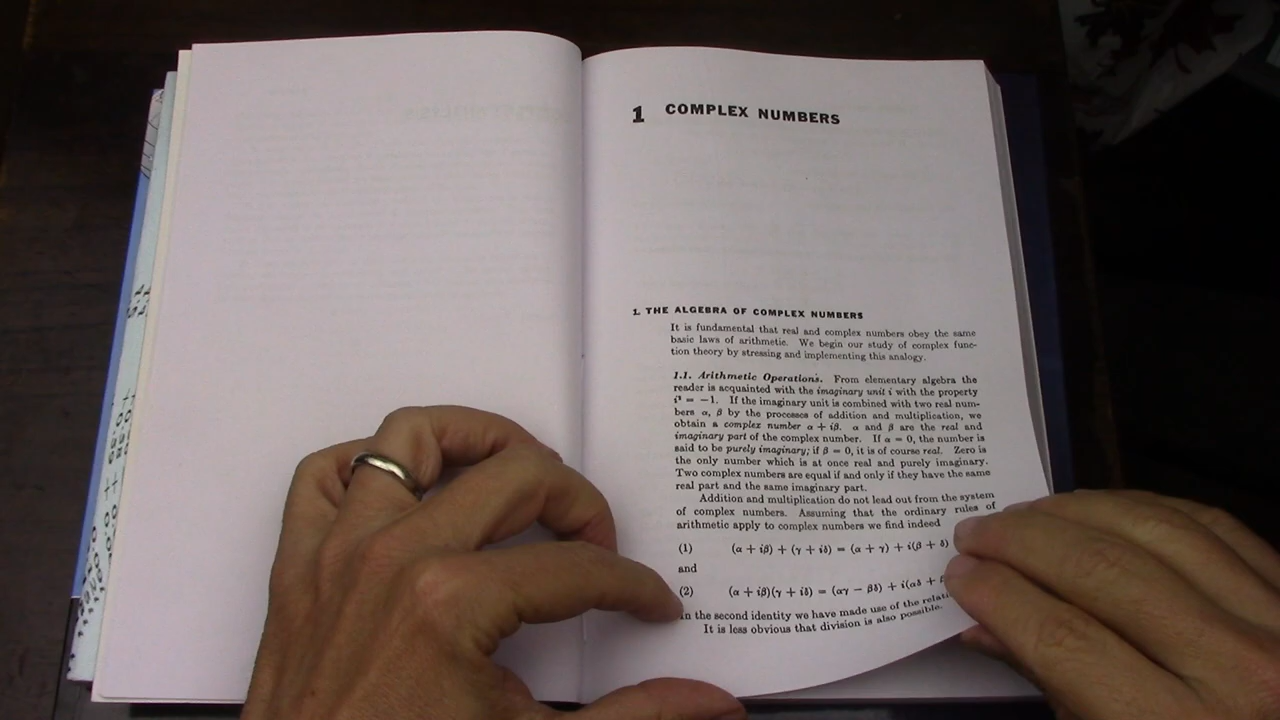 1 COMPLEX NUMBERS
1. THE ALGEBRA OF COMPLEX NUMBERS
It is fundamental that real and complex numbers obey the same
basic laws of arithmetic. We begin our study of complex func-
tion theory by stressing and implementing this analogy.
1.1. Arithmetic Operations. From elementary algebra the
reader is acquainted with the imaginary unit i with the property
i² = −1. If the imaginary unit is combined with two real num-
bers α, β by the processes of addition and multiplication, we
obtain a complex number α + iβ. α and β are the real and
imaginary part of the complex number. If α = 0, the number is
said to be purely imaginary; if β = 0, it is of course real. Zero is
the only number which is at once real and purely imaginary.
Two complex numbers are equal if and only if they have the same
real part and the same imaginary part.
Addition and multiplication do not lead out from the system
of complex numbers. Assuming that the ordinary rules of
arithmetic apply to complex numbers we find indeed
(1) (α + iβ) + (γ + iδ) = (α + γ) + i(β + δ)
and
(2) (α + iβ)(γ + iδ) = (αγ − βδ) + i(αδ +
In the second identity we have made use of the
It is less obvious that division is also possible.